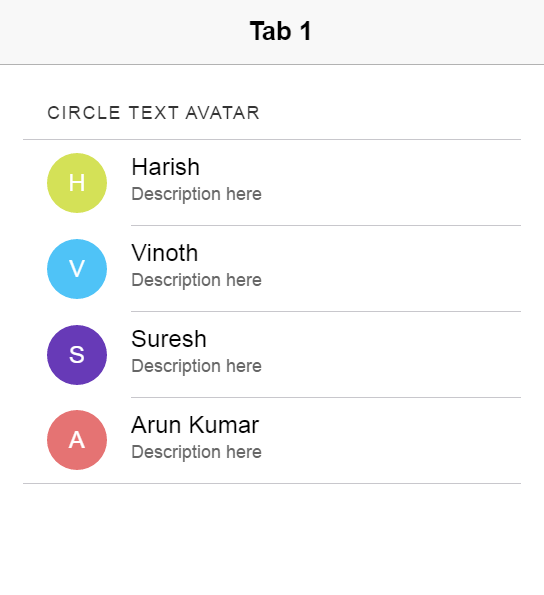 Tab 1
CIRCLE TEXT AVATAR
H
Harish
Description here
V
Vinoth
Description here
S
Suresh
Description here
A
Arun Kumar
Description here